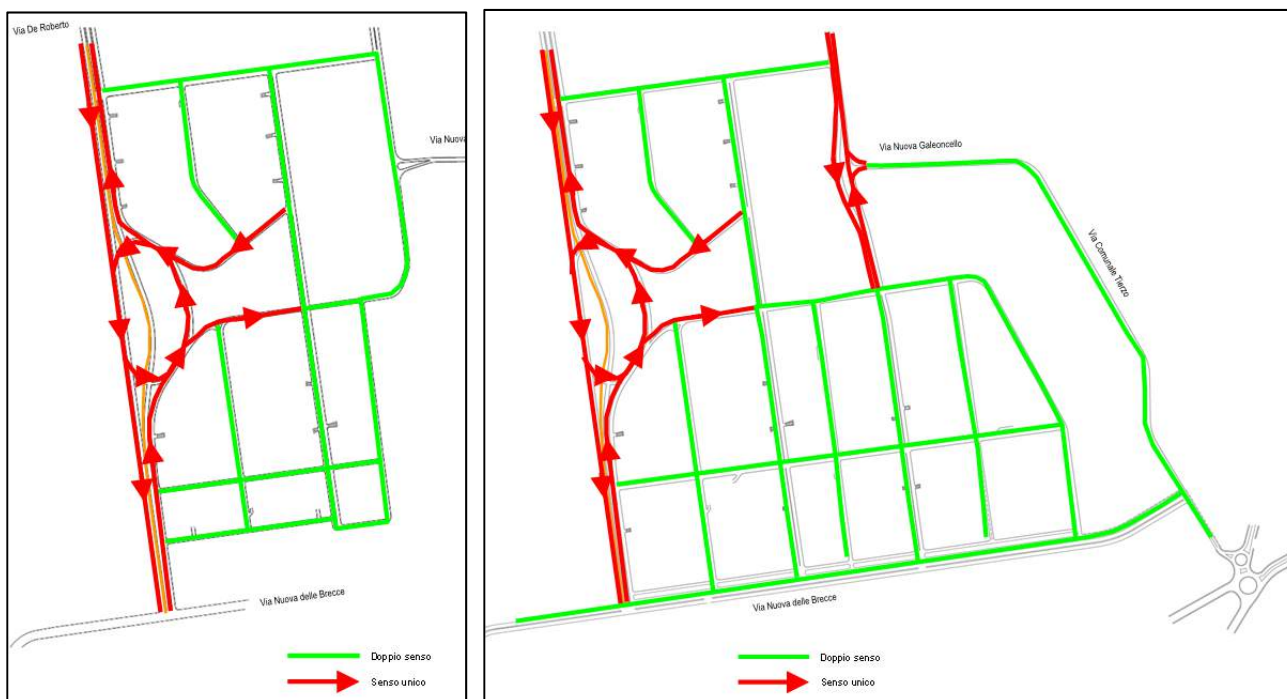 Via De Roberto
Via Nuova
Via Nuova delle Brecce
Doppio senso
Senso unico
Via Nuova Galeoncello
Via Comunale Tierzo
Via Nuova delle Brecce
Doppio senso
Senso unico